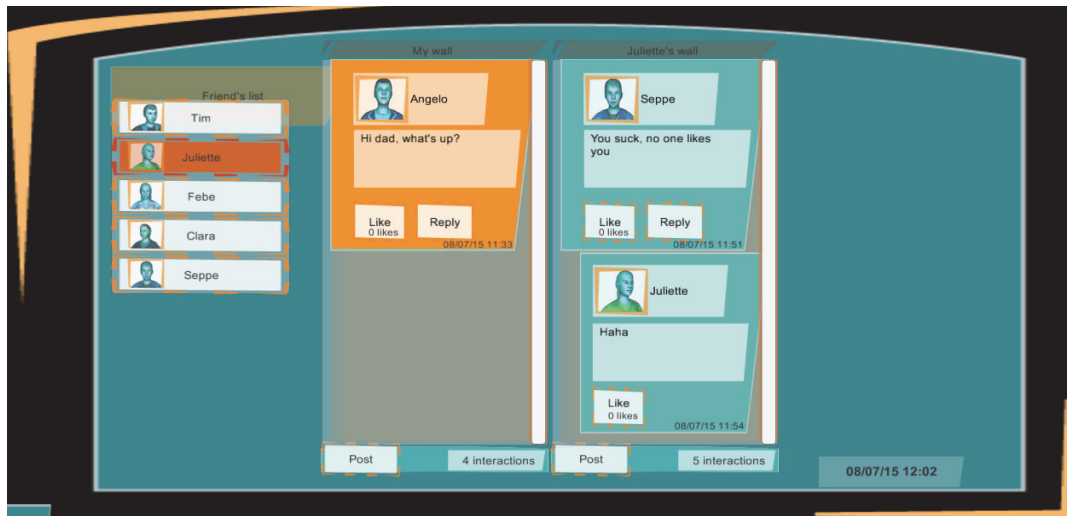 My wall
Juliette's wall
Friend's list
Tim
Juliette
Febe
Clara
Seppe
Angelo
Hi dad, what's up?
Like
0 likes
Reply
08/07/15 11:33
Post
4 interactions
Seppe
You suck, no one likes
you
Like
0 likes
Reply
08/07/15 11:51
Juliette
Haha
Like
0 likes
08/07/15 11:54
Post
5 interactions
08/07/15 12:02